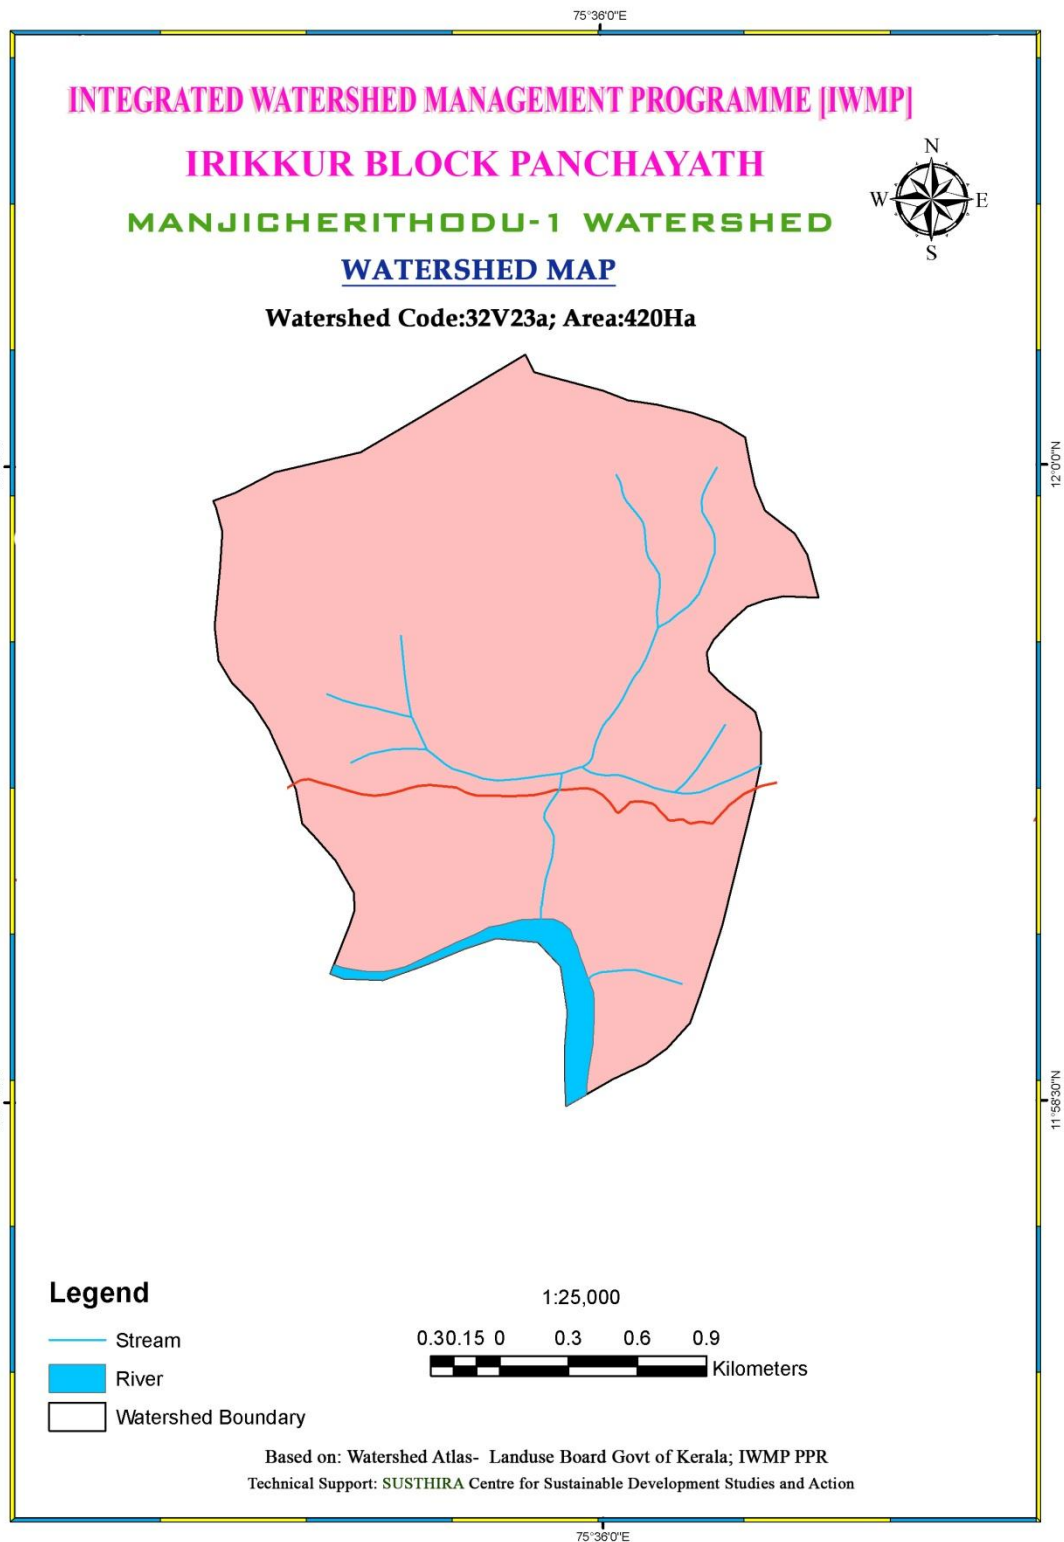 75°36'0"E
INTEGRATED WATERSHED MANAGEMENT PROGRAMME [IWMP]
IRIKKUR BLOCK PANCHAYATH
MANJICHERITHODU-1 WATERSHED
WATERSHED MAP
Watershed Code:32V23a; Area:420Ha
N
W E
S
12°0'0"N
11°58'30"N
Legend
Stream
River
Watershed Boundary
1:25,000
0.30.15 0 0.3 0.6 0.9
Kilometers
Based on: Watershed Atlas- Landuse Board Govt of Kerala; IWMP PPR
Technical Support: SUSTHIRA Centre for Sustainable Development Studies and Action
75°36'0"E